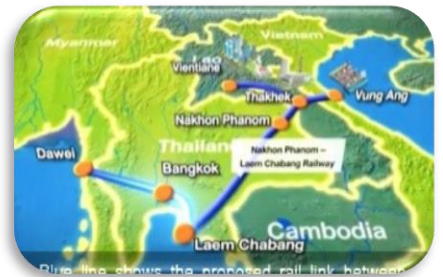 Myanmar
Vietnam
Lao
Vientiane
Thakhek
Vung Ang
Nakhon Phanom
Dawei
Thailand
Nakhon Phanom –
Laem Chabang Railway
Bangkok
Cambodia
Laem Chabang
Blue line shows the proposed rail link between